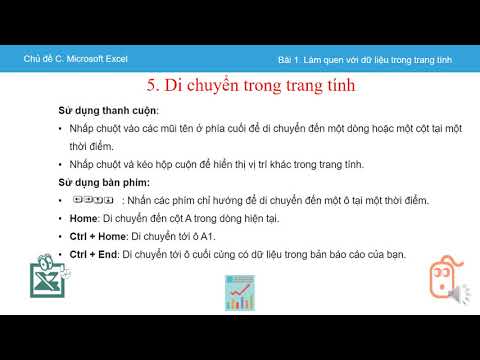 Chủ đề C. Microsoft Excel
Bài 1. Làm quen với dữ liệu trong trang tính
5. Di chuyển trong trang tính
Sử dụng thanh cuộn:
• Nhấp chuột vào các mũi tên ở phía cuối để di chuyển đến một dòng hoặc một cột tại một
thời điểm.
• Nhấp chuột và kéo hộp cuộn để hiển thị vị trí khác trong trang tính.
Sử dụng bàn phím:
• : Nhấn các phím chỉ hướng để di chuyển đến một ô tại một thời điểm.
• Home: Di chuyển đến cột A trong dòng hiện tại.
• Ctrl + Home: Di chuyển tới ô A1.
• Ctrl + End: Di chuyển tới ô cuối cùng có dữ liệu trong bản báo cáo của bạn.